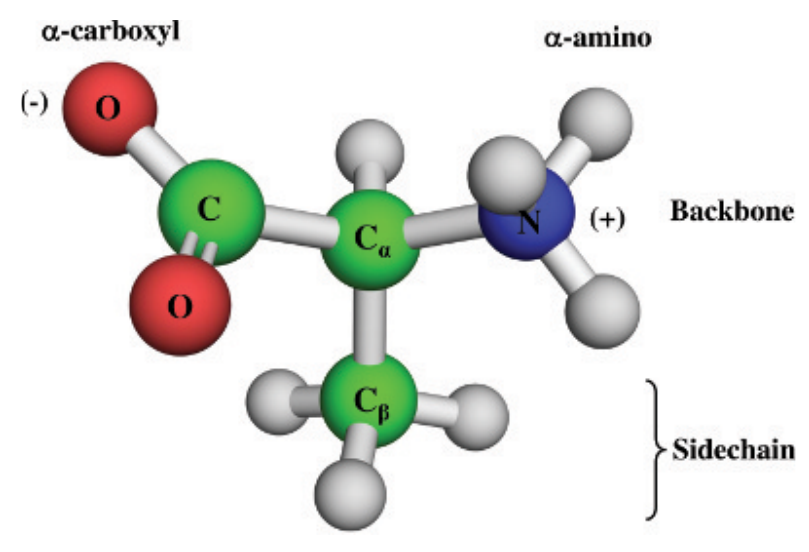 α-carboxyl
α-amino
(-)
O
C
Cα
N
(+)
Backbone
O
Cβ
Sidechain